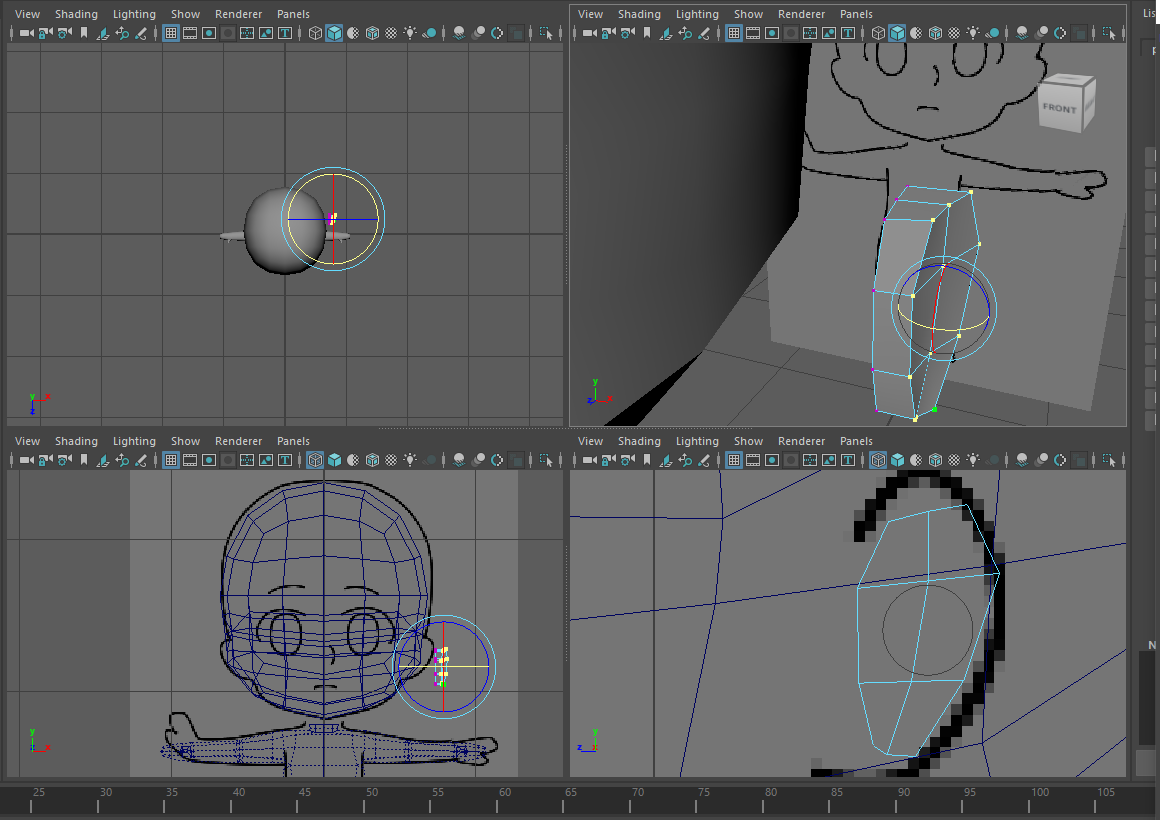 View Shading Lighting Show Renderer Panels
View Shading Lighting Show Renderer Panels
Lis
p
FRONT
y
x
z
y
z
View Shading Lighting Show Renderer Panels
View Shading Lighting Show Renderer Panels
N
y
x
y
z
x
25 30 35 40 45 50 55 60 65 70 75 80 85 90 95 100 105